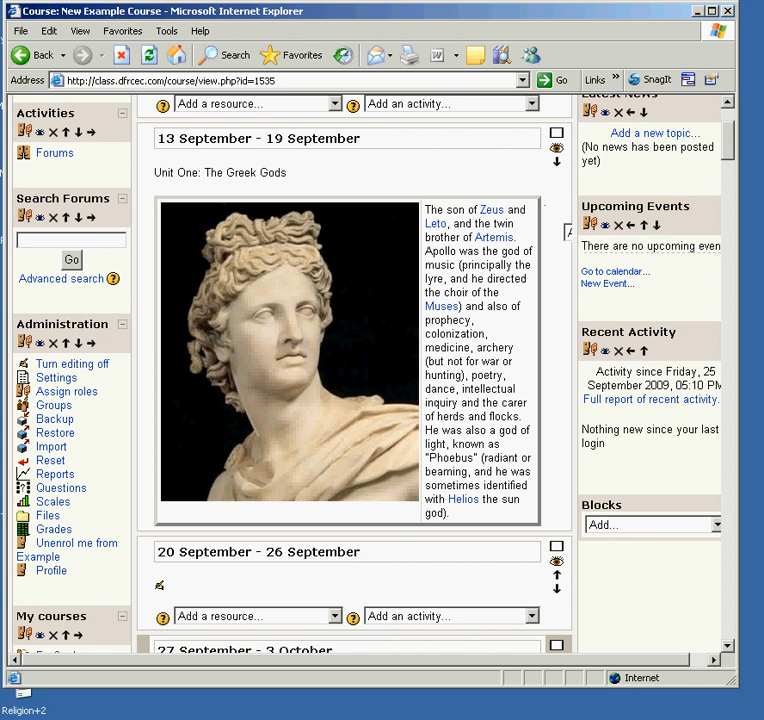 Course: New Example Course - Microsoft Internet Explorer
File Edit View Favorites Tools Help
Back Search Favorites
Address http://class.dfrcec.com/course/view.php?id=1535 Go Links » SnagIt
Activities
Forums
Search Forums
Go
Advanced search
Administration
Turn editing off
Settings
Assign roles
Groups
Backup
Restore
Import
Reset
Reports
Questions
Scales
Files
Grades
Unenrol me from
Example
Profile
My courses
Add a resource... Add an activity...
13 September - 19 September
Unit One: The Greek Gods
The son of Zeus and
Leto, and the twin
brother of Artemis.
Apollo was the god of
music (principally the
lyre, and he directed
the choir of the
Muses) and also of
prophecy,
colonization,
medicine, archery
(but not for war or
hunting), poetry,
dance, intellectual
inquiry and the carer
of herds and flocks.
He was also a god of
light, known as
"Phoebus" (radiant or
beaming, and he was
sometimes identified
with Helios the sun
god).
20 September - 26 September
Add a resource... Add an activity...
27 September - 3 October
Latest News
Add a new topic...
(No news has been posted
yet)
Upcoming Events
There are no upcoming even
Go to calendar...
New Event...
Recent Activity
Activity since Friday, 25
September 2009, 05:10 PM
Full report of recent activity...
Nothing new since your last
login
Blocks
Add...
Internet
Religion+2